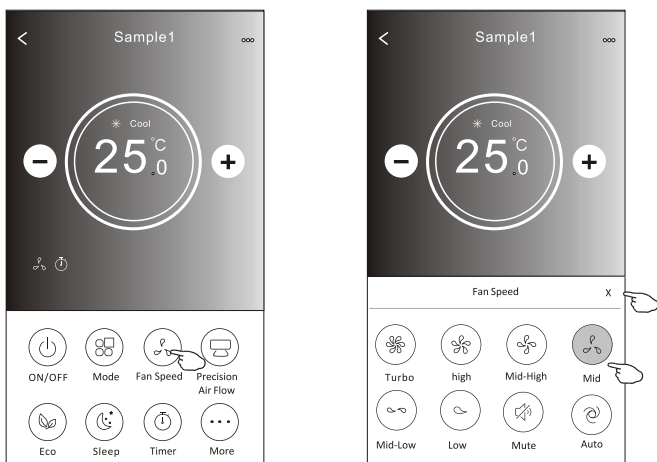 Sample1
Cool
25.0°C
ON/OFF Mode Fan Speed Precision
Air Flow
Eco Sleep Timer More
Sample1
Cool
25.0°C
Fan Speed X
Turbo high Mid-High Mid
Mid-Low Low Mute Auto